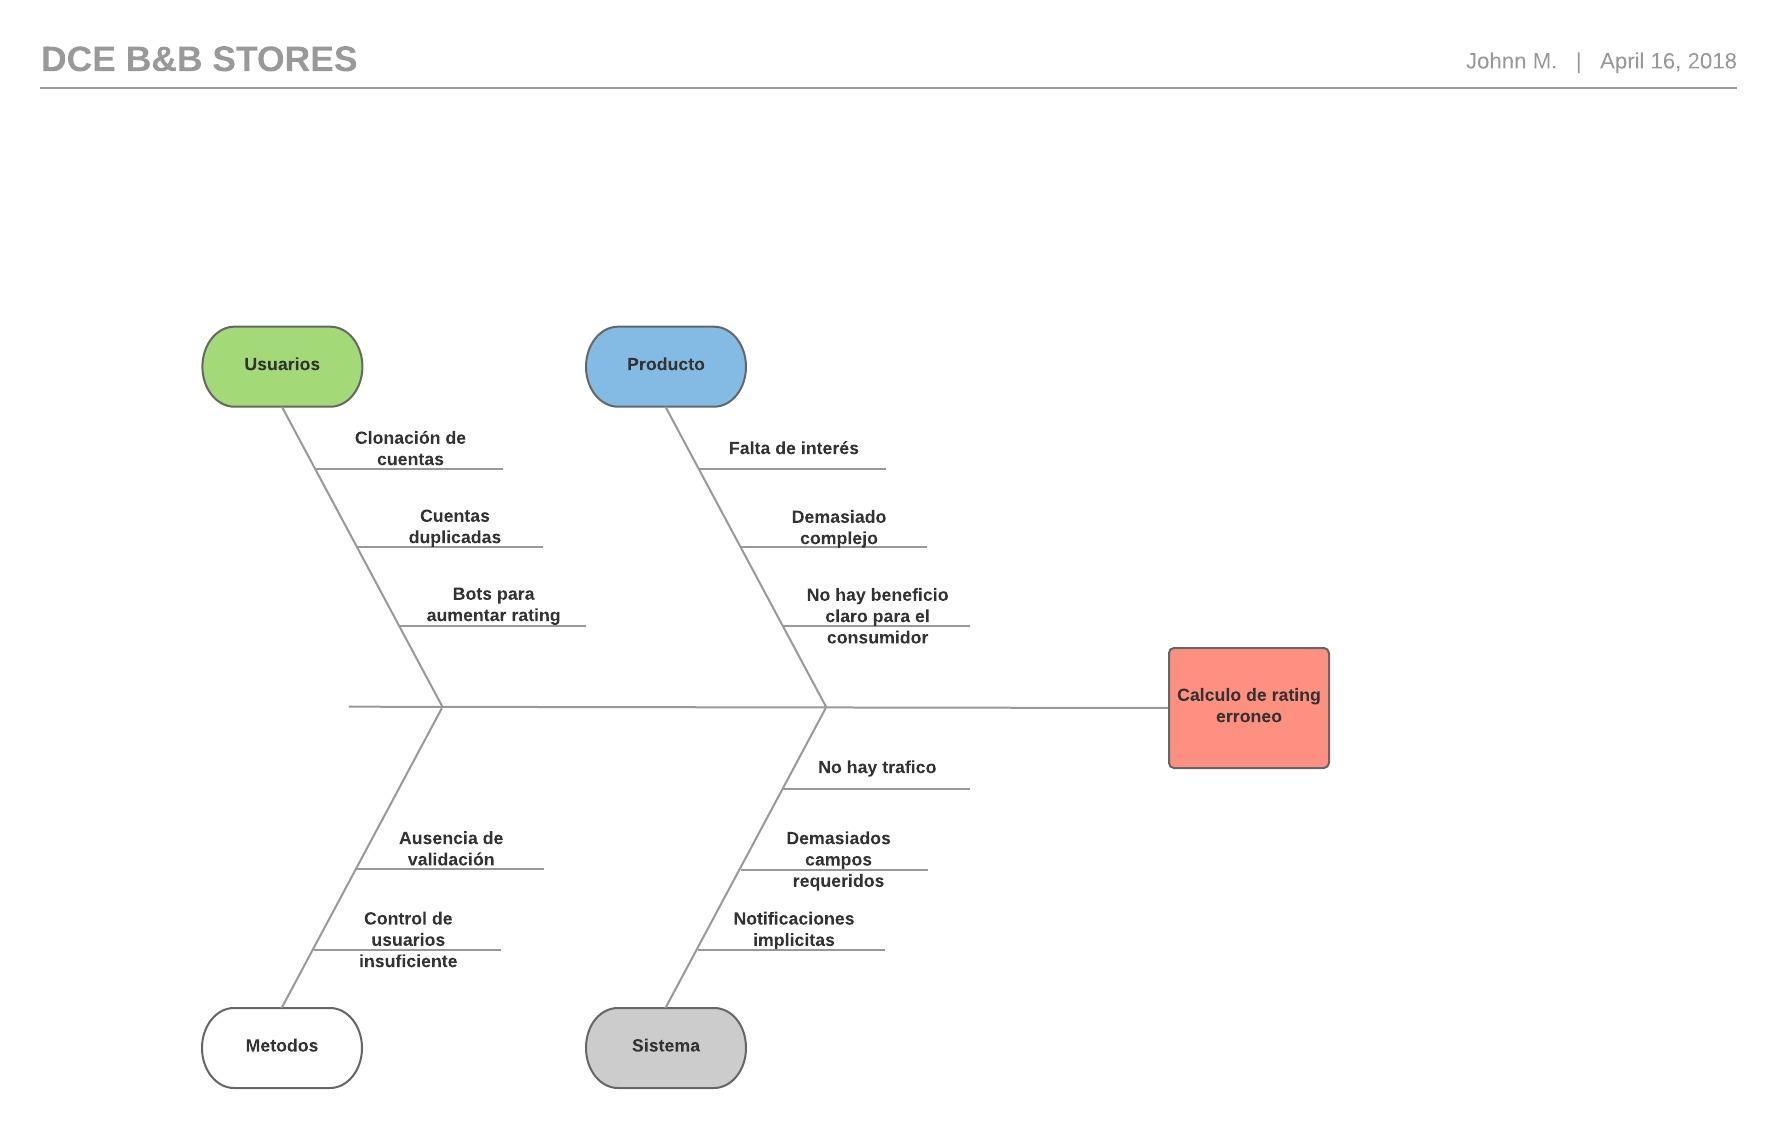 DCE B&B STORES
Johnn M. | April 16, 2018
Usuarios
Producto
Clonación de
cuentas
Falta de interés
Cuentas
duplicadas
Demasiado
complejo
Bots para
aumentar rating
No hay beneficio
claro para el
consumidor
Calculo de rating
erroneo
No hay trafico
Ausencia de
validación
Demasiados
campos
requeridos
Control de
usuarios
insuficiente
Notificaciones
implicitas
Metodos
Sistema